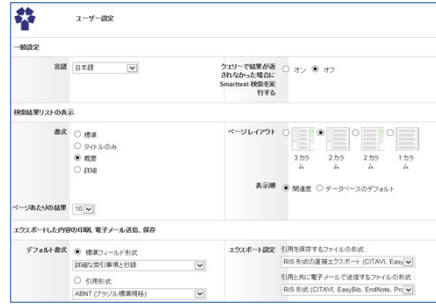 ユーザー設定
一般設定
言語
日本語
クエリーで結果が返
されなかった場合に
Smarttext 検索を実
行する
オン
オフ
検索結果リストの表示
書式
標準
タイトルのみ
概要
詳細
ページレイアウト
3 カラ
ム
2 カラ
ム
2 カラ
ム
1 カラ
ム
表示順
関連度
データベースのデフォルト
ページあたりの結果
10
エクスポートした内容の印刷、電子メール送信、保存
デフォルト書式
標準フィールド形式
詳細な索引事項と抄録
引用形式
ABNT (ブラジル標準規格)
エクスポート設定
引用を保存するファイルの形式 :
RIS 形式の直接エクスポート (CITAVI, Easy
引用と共に電子メールで送信するファイルの形式 :
RIS 形式 (CITAVI, EasyBib, EndNote, Pro